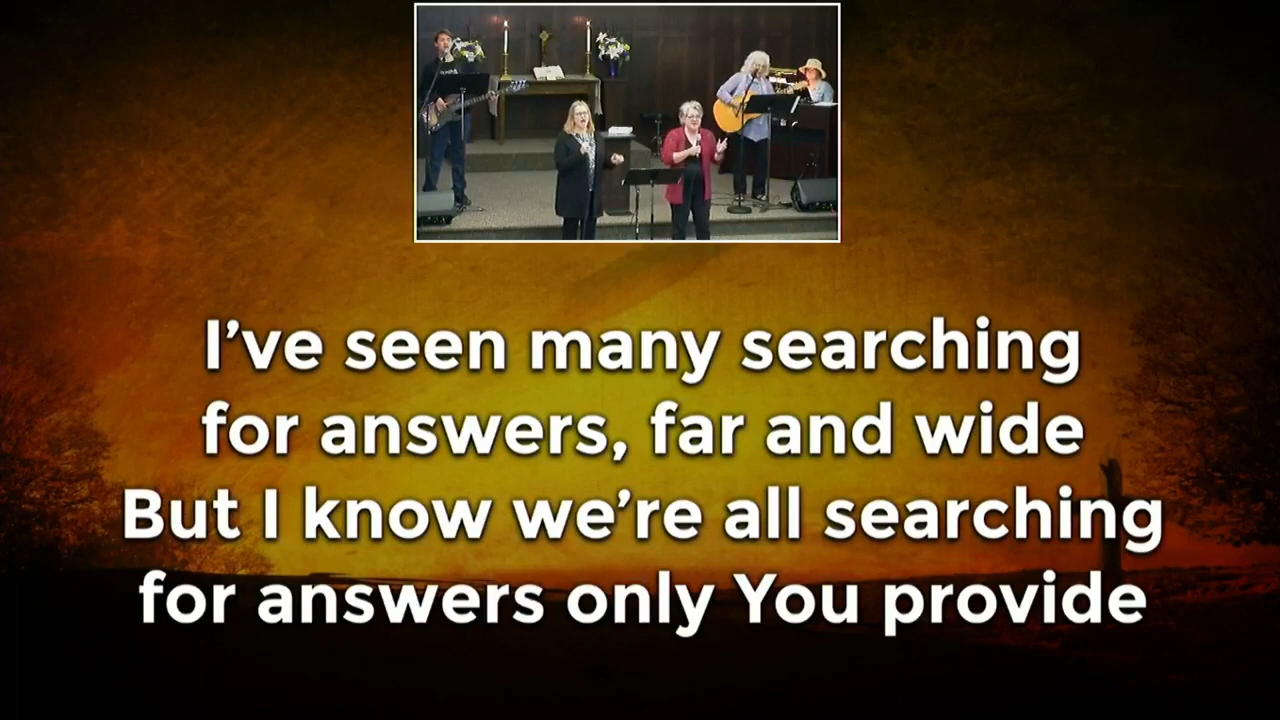 I’ve seen many searching
for answers, far and wide
But I know we’re all searching
for answers only You provide